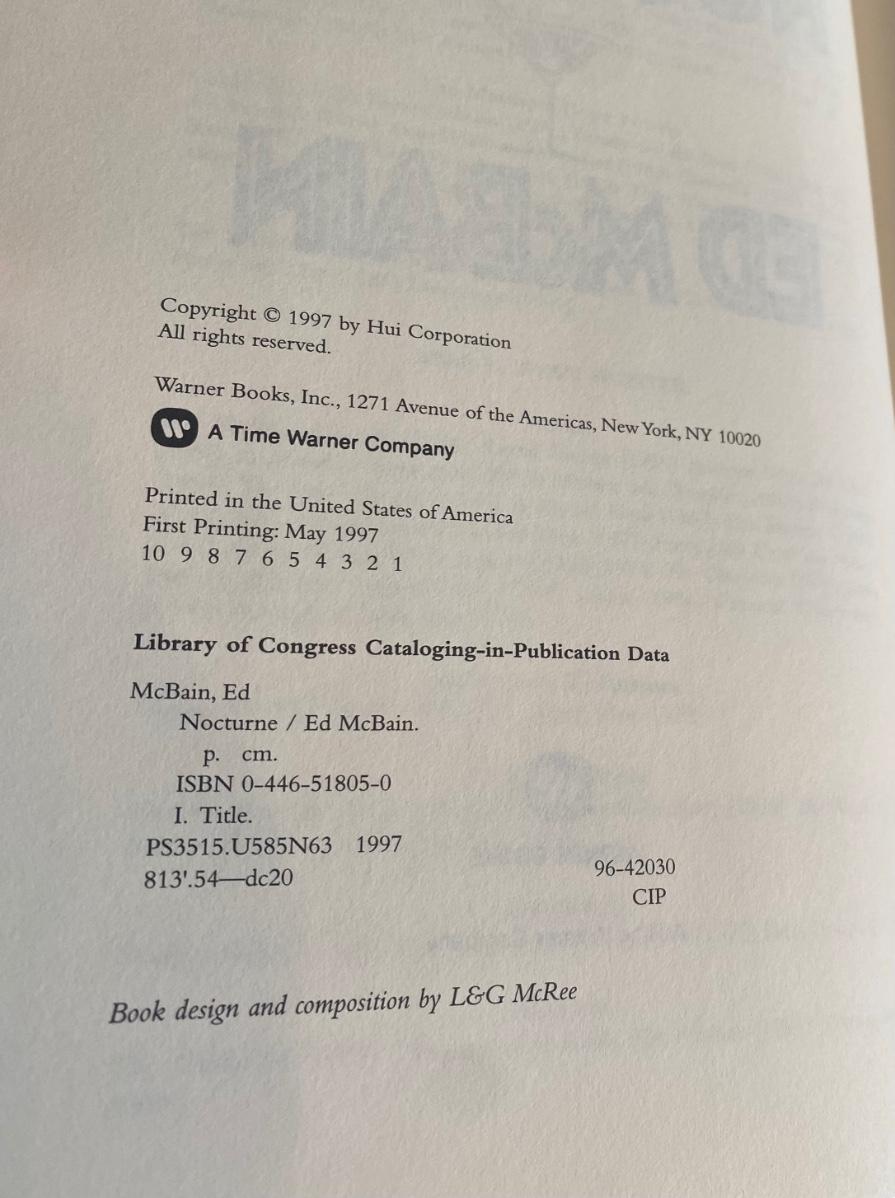 Copyright © 1997 by Hui Corporation
All rights reserved.
Warner Books, Inc., 1271 Avenue of the Americas, New York, NY 10020
W A Time Warner Company
Printed in the United States of America
First Printing: May 1997
10 9 8 7 6 5 4 3 2 1
Library of Congress Cataloging-in-Publication Data
McBain, Ed
Nocturne / Ed McBain.
p. cm.
ISBN 0-446-51805-0
I. Title.
PS3515.U585N63 1997
813'.54—dc20
96-42030
CIP
Book design and composition by L&G McRee
ED McBAIN